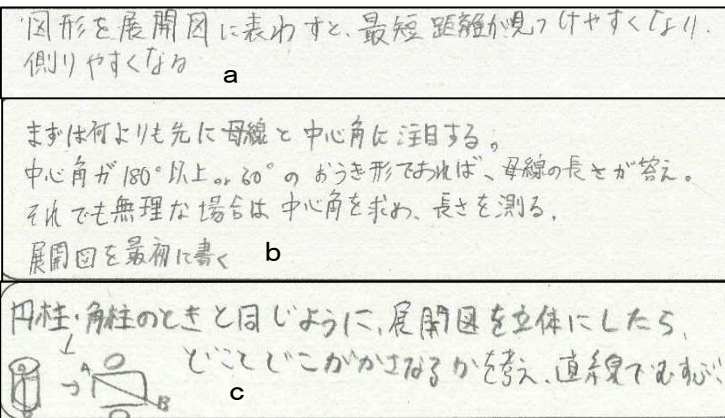 図形を展開図に表わすと、最短距離が見つけやすくなり、
側りやすくなる
a
まずは何よりも先に母線と中心角に注目する。
中心角が180°以上or60°のおうぎ形であれば、母線の長さが答え。
それでも無理な場合は中心角を求め、長さを測る。
展開図を最初に書く
b
円柱・角柱のときと同じように、展開図を立体にしたら、
どことどこがかさなるかを考え、直線でむすぶ!
A
B
c